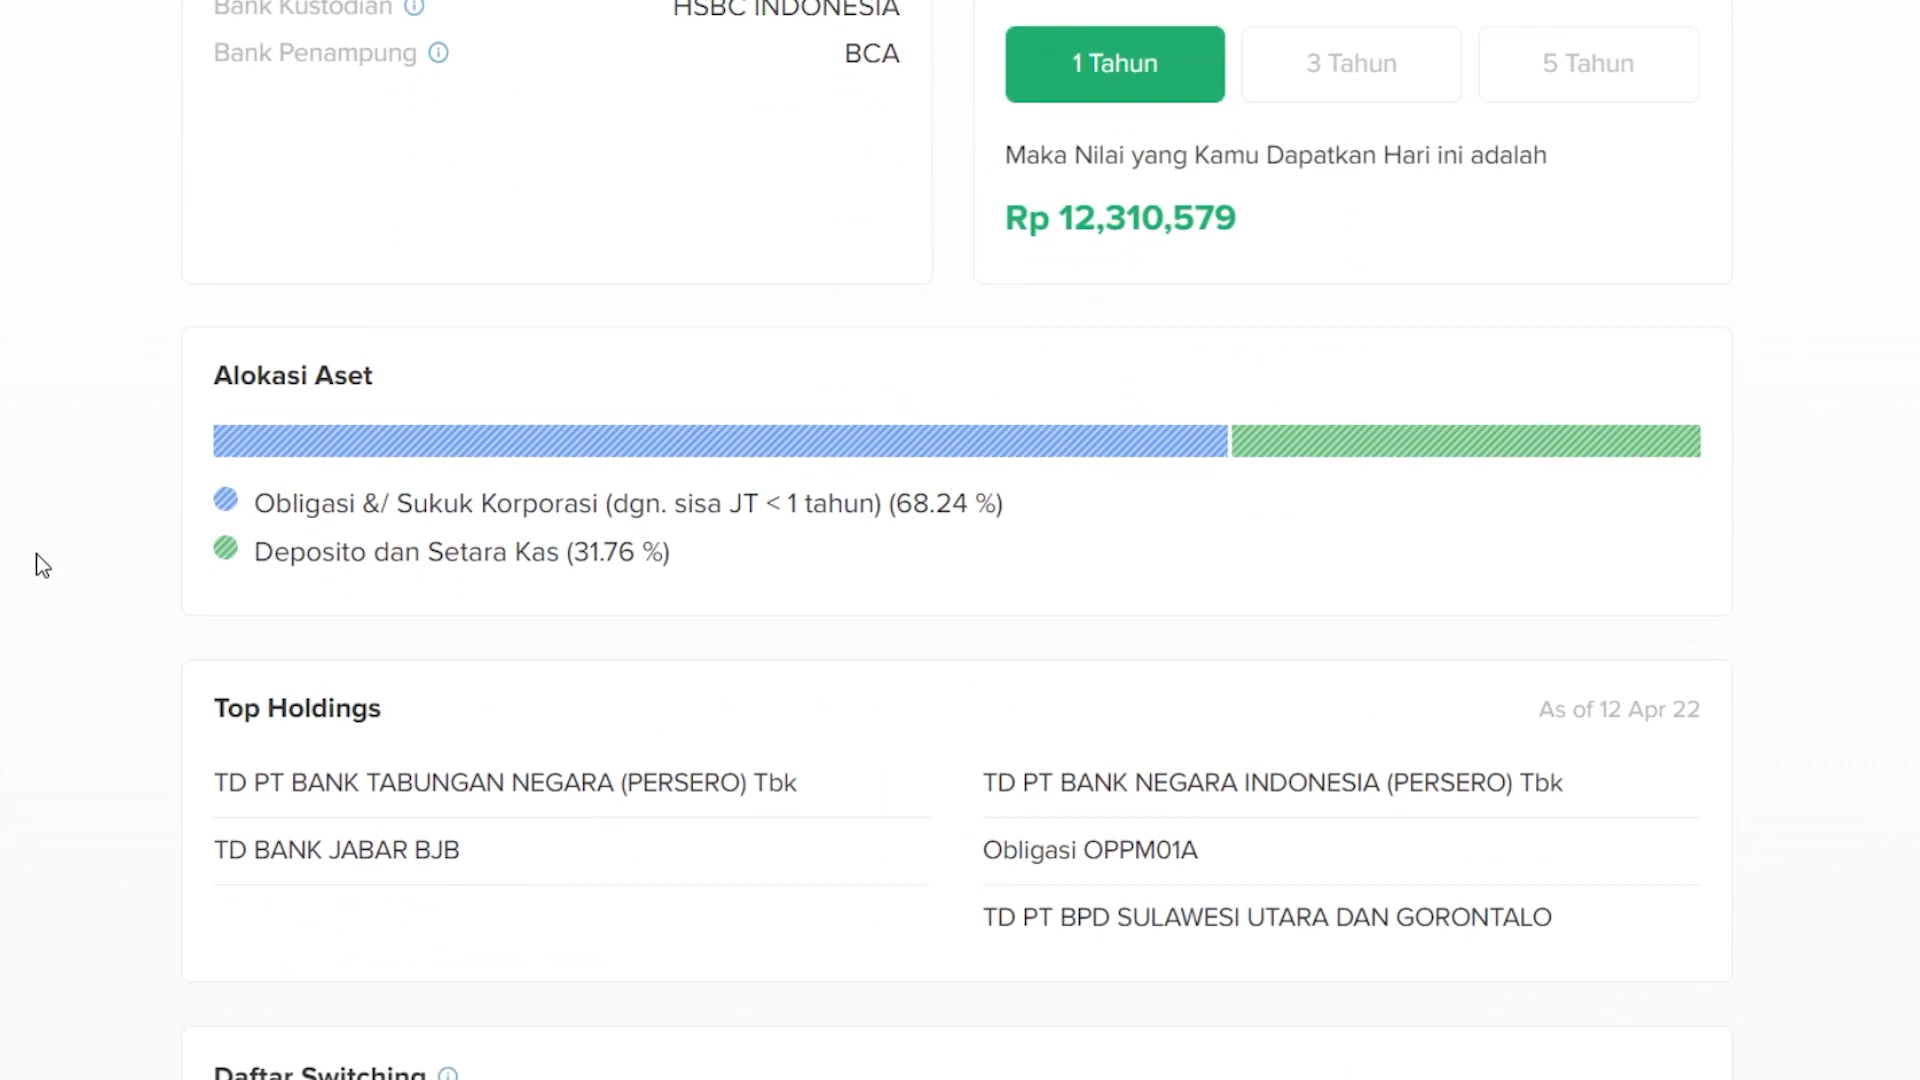 Bank Kustodian
HSBC INDONESIA
Bank Penampung
BCA
1 Tahun
3 Tahun
5 Tahun
Maka Nilai yang Kamu Dapatkan Hari ini adalah
Rp 12,310,579
Alokasi Aset
Obligasi &/ Sukuk Korporasi (dgn. sisa JT < 1 tahun) (68.24 %)
Deposito dan Setara Kas (31.76 %)
Top Holdings
As of 12 Apr 22
TD PT BANK TABUNGAN NEGARA (PERSERO) Tbk
TD PT BANK NEGARA INDONESIA (PERSERO) Tbk
TD BANK JABAR BJB
Obligasi OPPM01A
TD PT BPD SULAWESI UTARA DAN GORONTALO
Daftar Switching